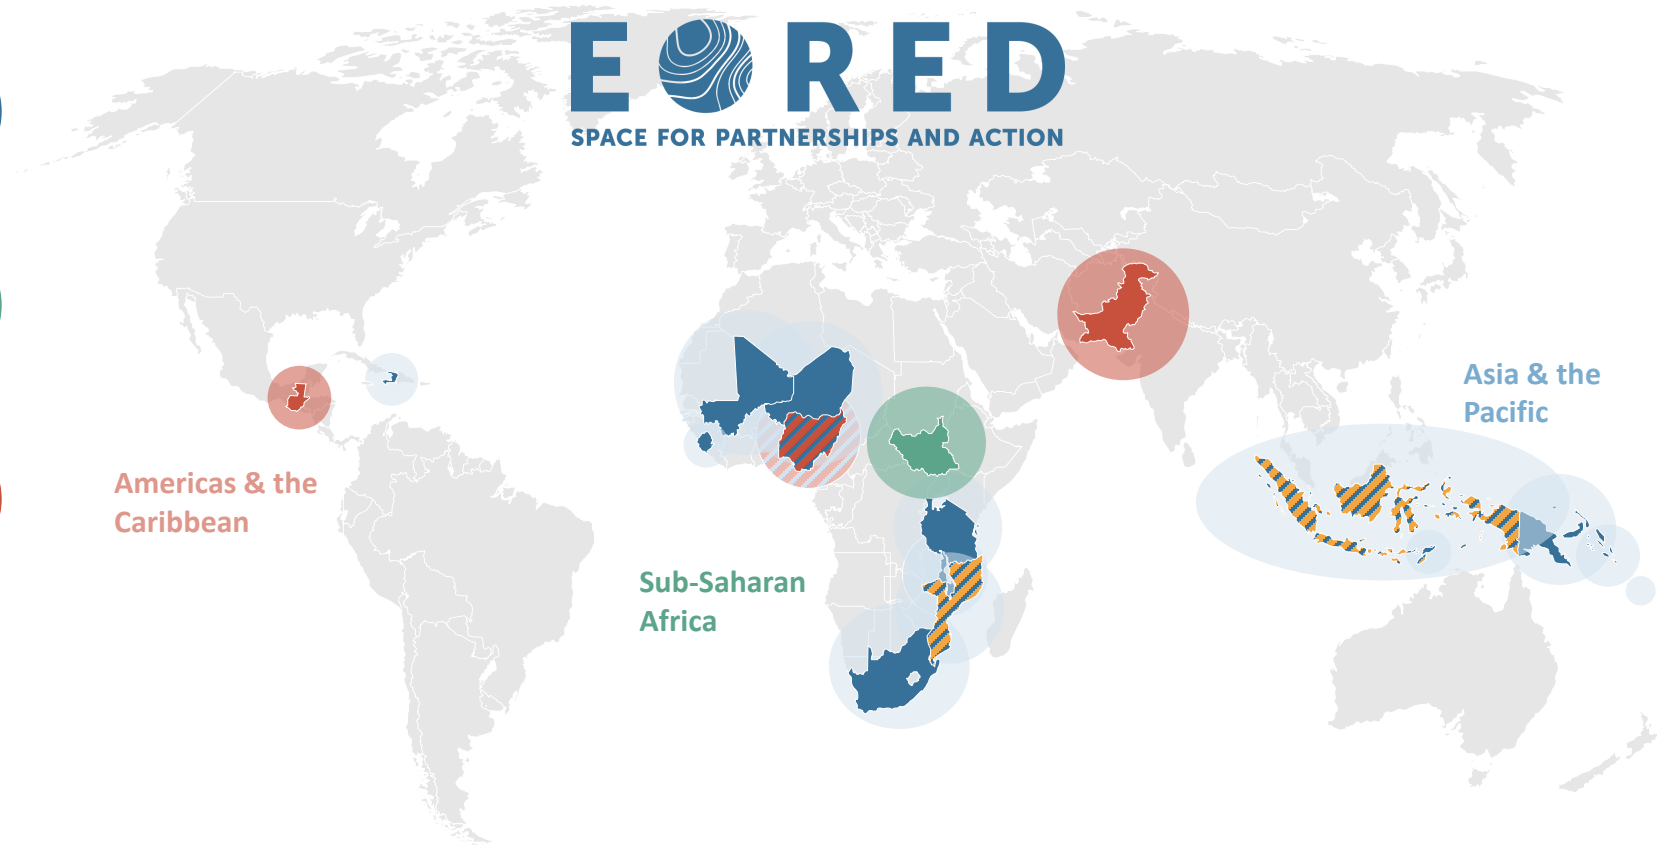 EORED
SPACE FOR PARTNERSHIPS AND ACTION
Asia & the
Pacific
Americas & the
Caribbean
Sub-Saharan
Africa